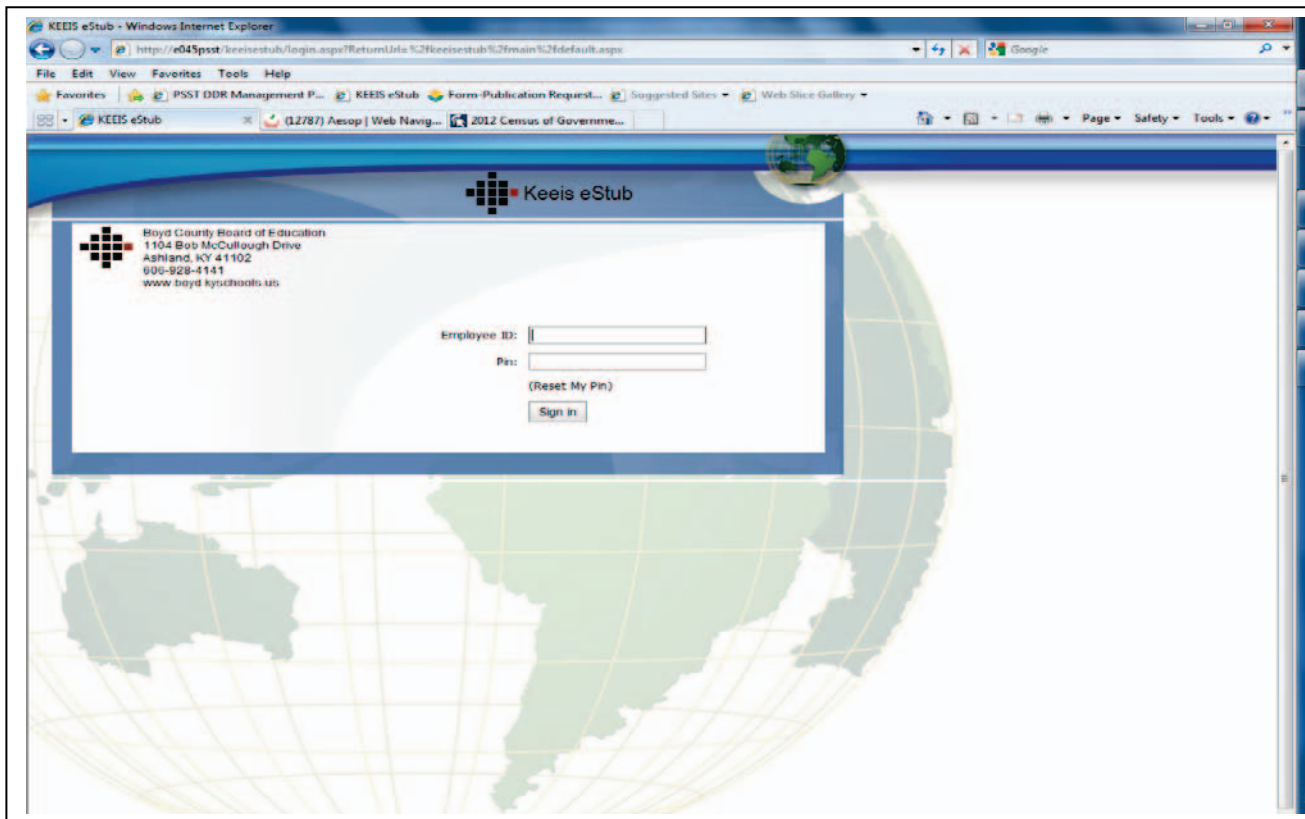 KEEIS eStub - Windows Internet Explorer
http://e045psst/keeisestub/login.aspx?ReturnUrl=%2fkeeisestub%2fmain%2fdefault.aspx
Google
File Edit View Favorites Tools Help
Favorites PSST DDR Management P... KEEIS eStub Form-Publication Request... Suggested Sites Web Slice Gallery
KEEIS eStub (12787) Aesop | Web Navig... 2012 Census of Governme... Page Safety Tools
Keeis eStub
Boyd County Board of Education
1104 Bob McCullough Drive
Ashland, KY 41102
606-928-4141
www.boyd.kyschools.us
Employee ID:
Pin:
(Reset My Pin)
Sign in